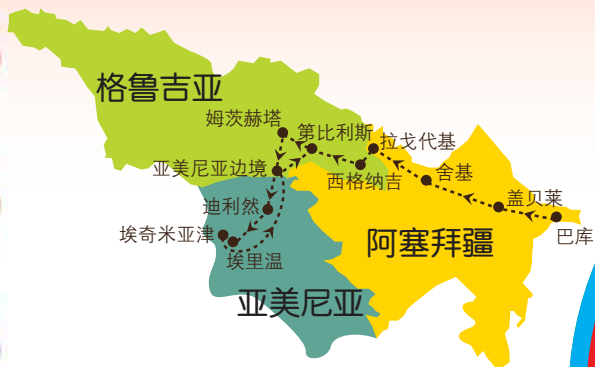 格鲁吉亚
姆茨赫塔
第比利斯
拉戈代基
亚美尼亚边境
西格纳吉
舍基
盖贝莱
迪利然
埃奇米亚津
阿塞拜疆
巴库
埃里温
亚美尼亚